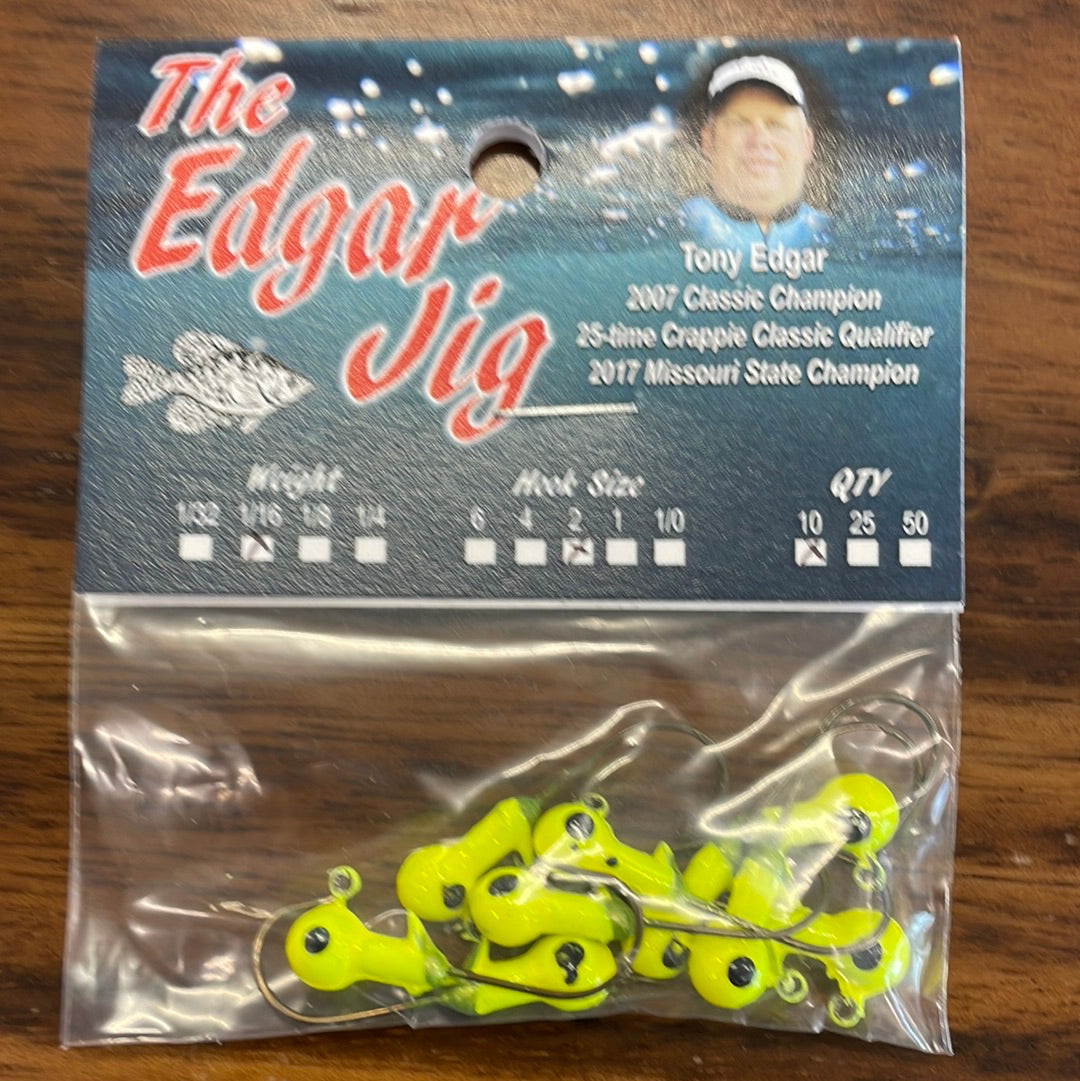 The
Edgar
Jig
Tony Edgar
2007 Classic Champion
25-time Crappie Classic Qualifier
2017 Missouri State Champion
Weight
1/32 1/16 1/8 1/4
Hook Size
6 4 2 1 1/0
QTY
10 25 50